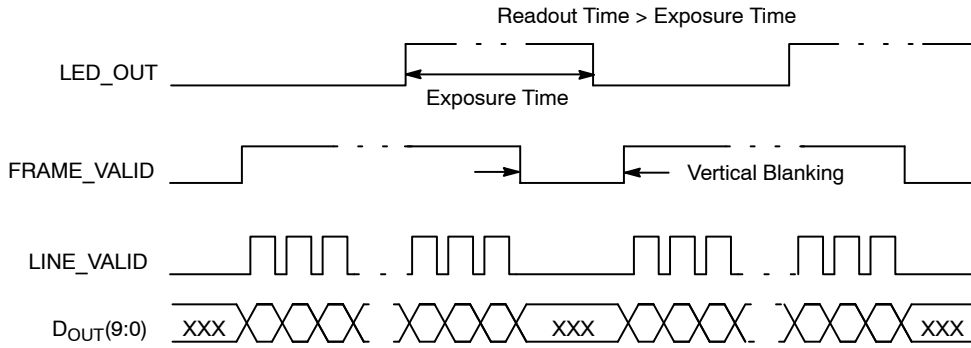 Readout Time > Exposure Time
LED_OUT
Exposure Time
FRAME_VALID
Vertical Blanking
LINE_VALID
DOUT(9:0)
XXX
XXX
XXX